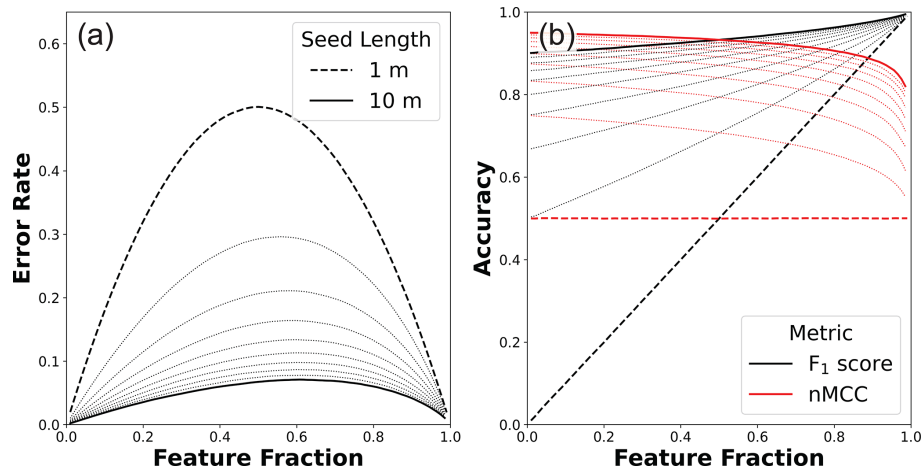 (a)
Seed Length
1 m
10 m
Error Rate
0.6
0.5
0.4
0.3
0.2
0.1
0.0
0.0 0.2 0.4 0.6 0.8 1.0
Feature Fraction
(b)
Accuracy
1.0
0.8
0.6
0.4
0.2
0.0
Metric
F₁ score
nMCC
0.0 0.2 0.4 0.6 0.8 1.0
Feature Fraction